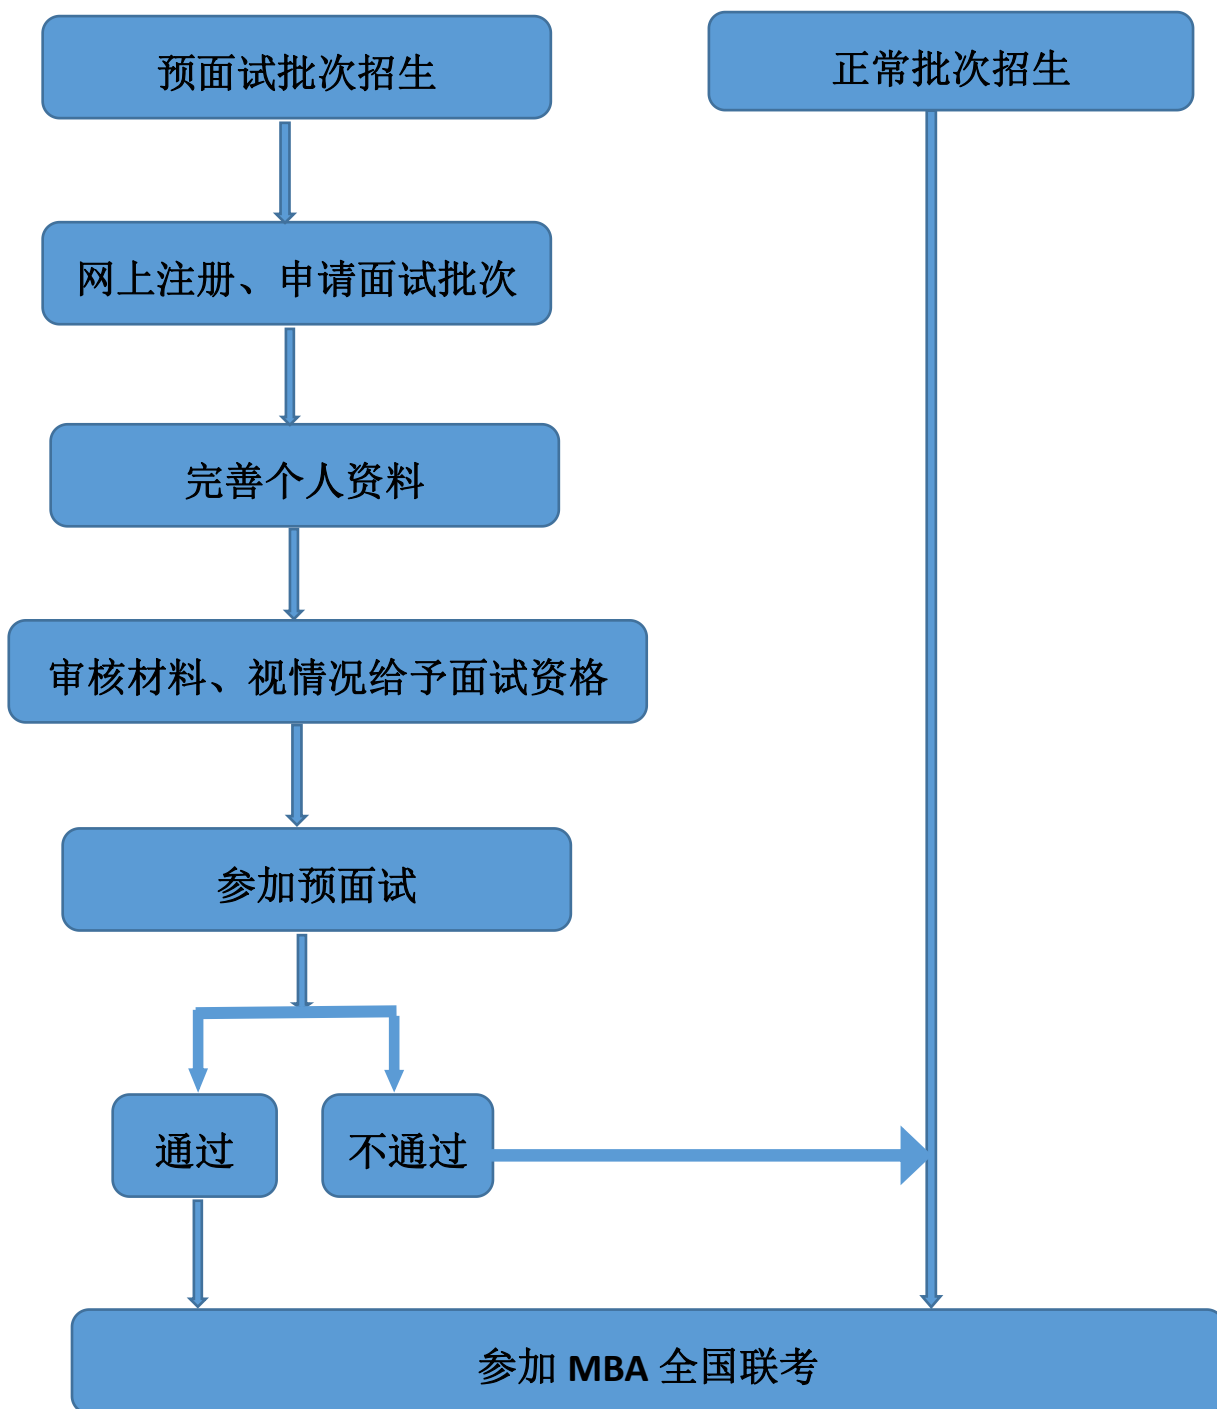 预面试批次招生
正常批次招生
网上注册、申请面试批次
完善个人资料
审核材料、视情况给予面试资格
参加预面试
通过
不通过
参加 MBA 全国联考